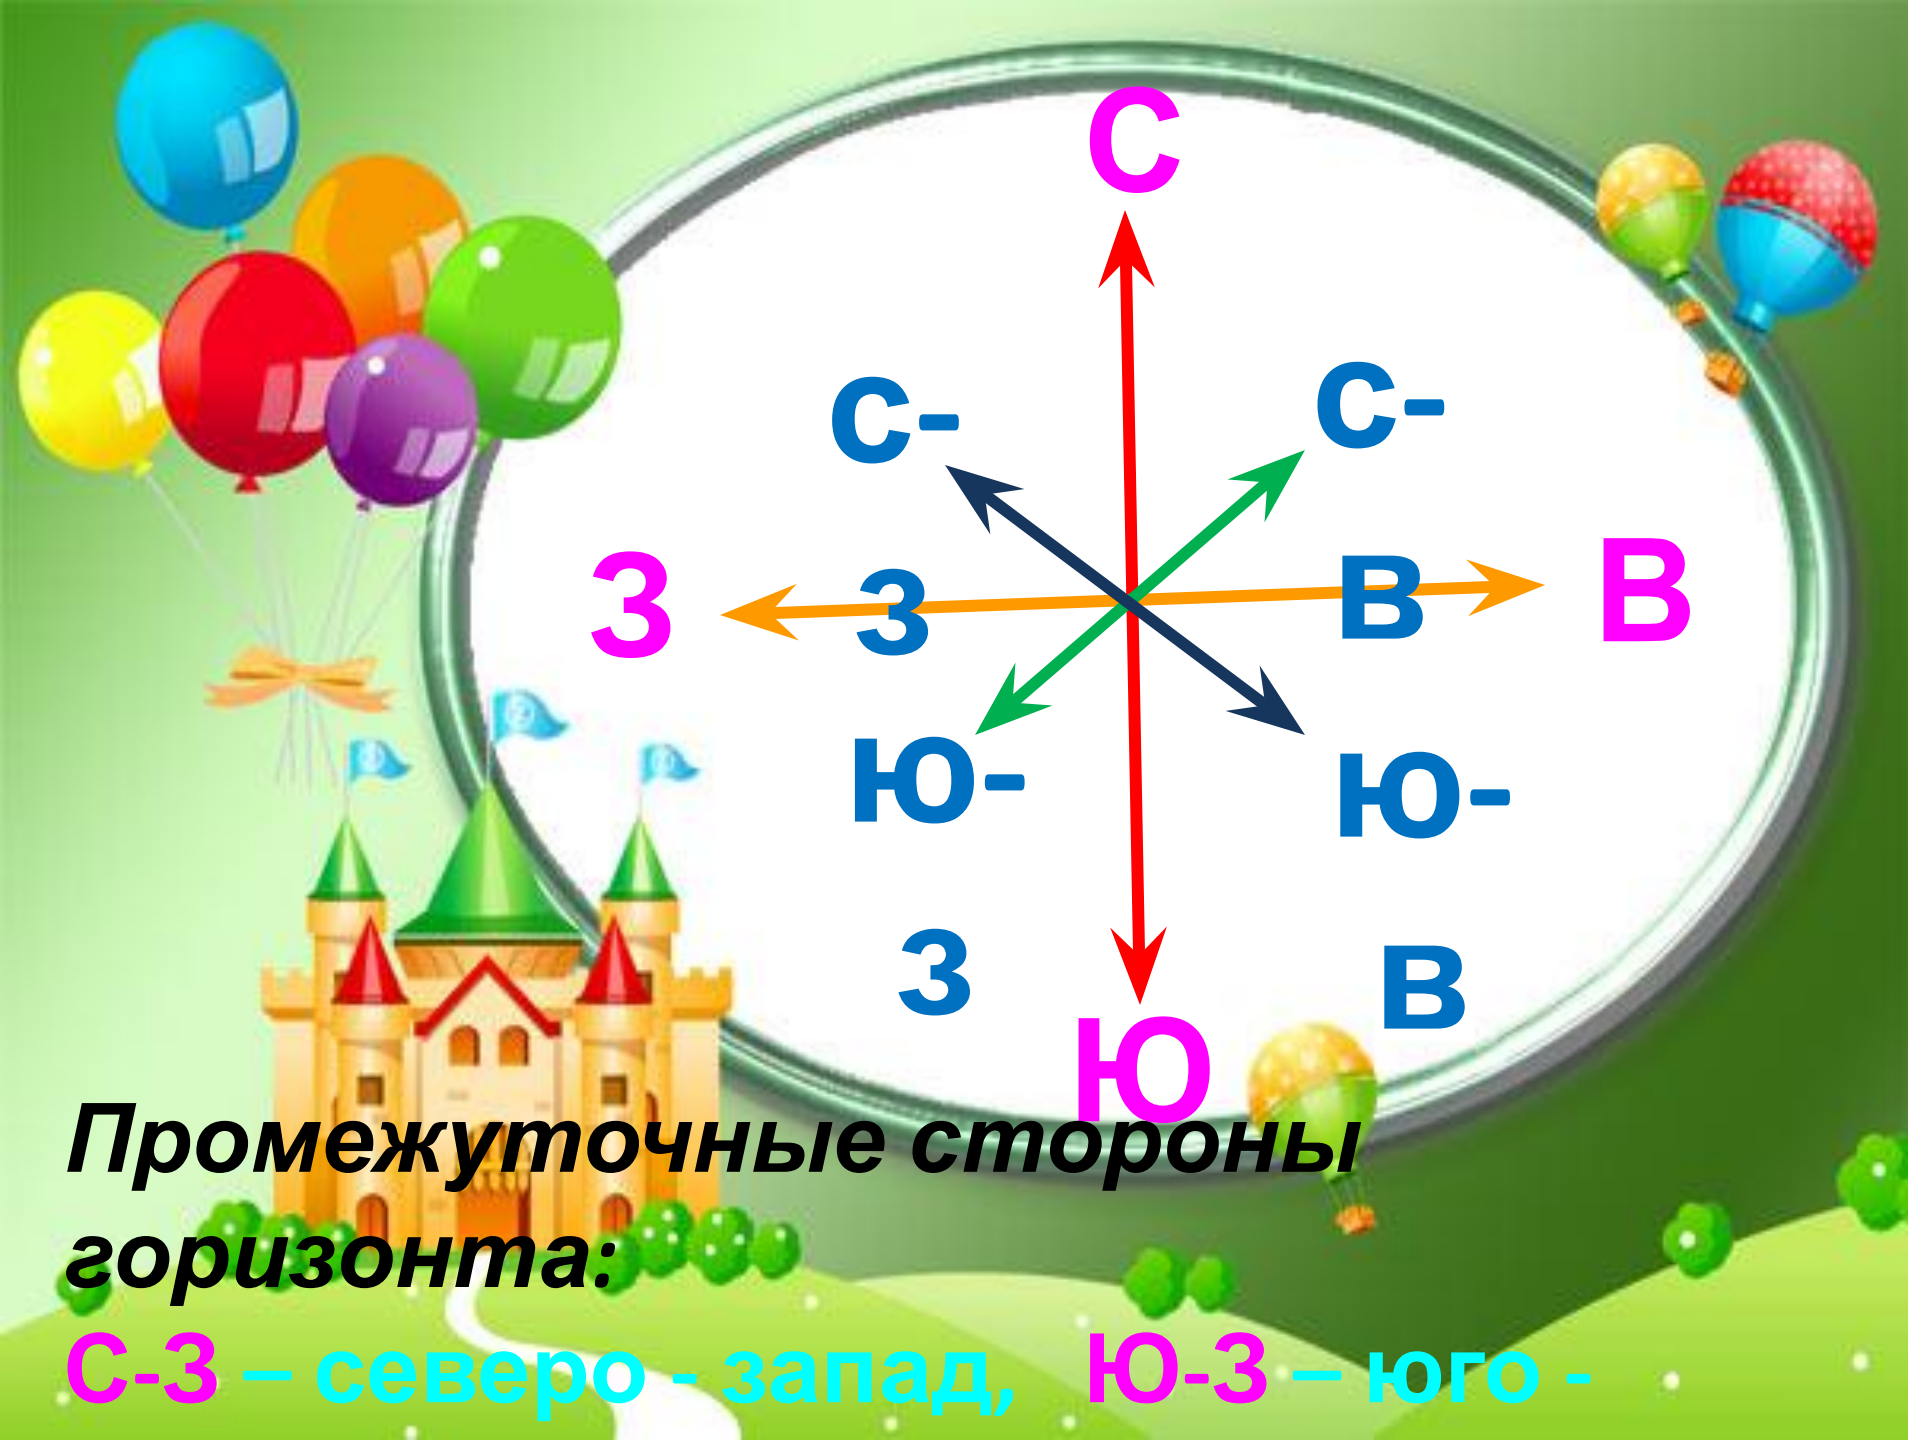 С
с-
з
с-
в
З
В
ю-
з
ю-
в
Ю
Промежуточные стороны
горизонта:
С-З – северо - запад,   Ю-З – юго -